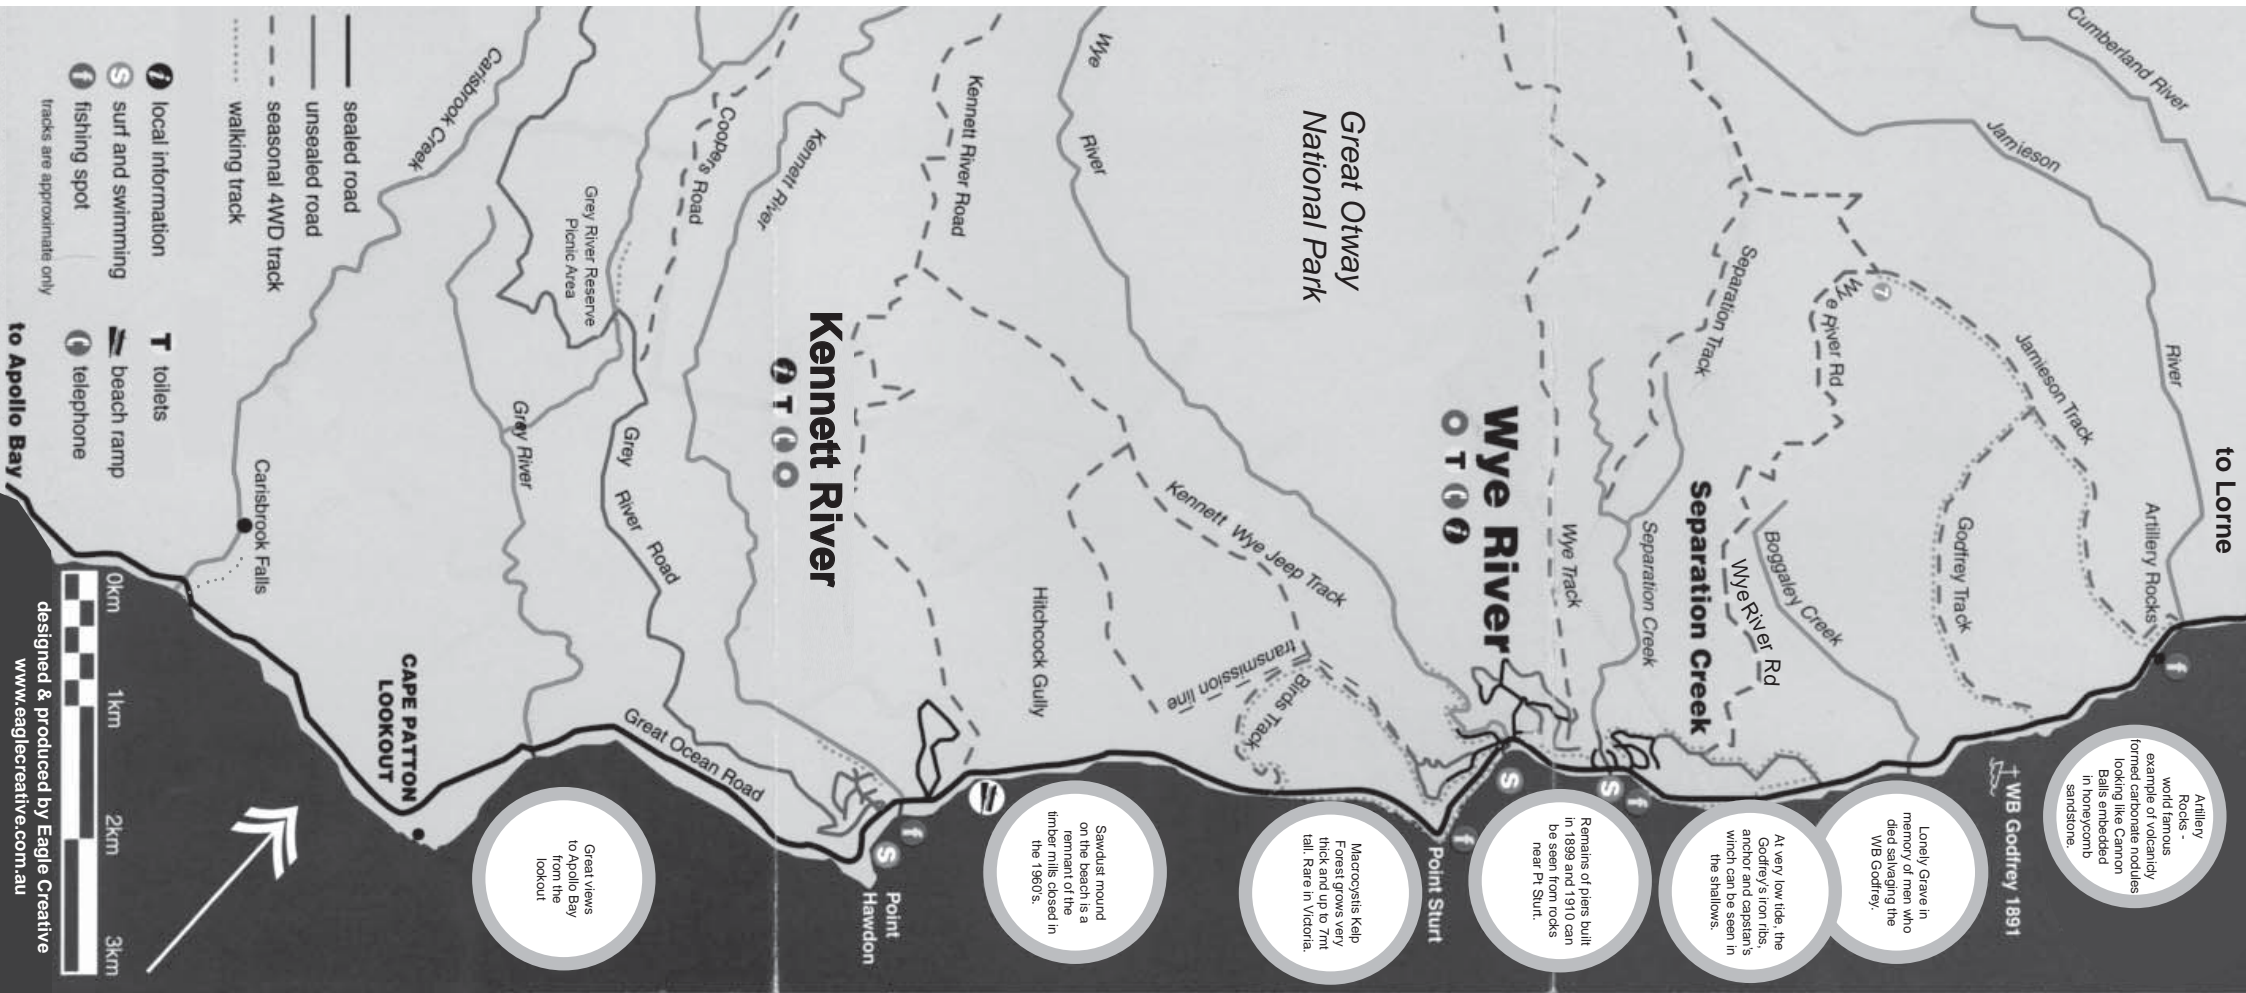 to Lorne
Cumberland River
Jamieson
River
Artillery Rocks
f
Artillery
Rocks -
world famous
example of volcanicly
formed carbonate nodules
looking like Cannon
Balls embedded
in honeycomb
sandstone.
Jamieson Track
Godfrey Track
WB Godfrey 1891
Lonely Grave in
memory of men who
died salvaging the
WB Godfrey.
Wye River Rd
Boggaley Creek
WyeRiver Rd
Separation Track
Separation Creek
Separation Creek
At very low tide, the
Godfrey's iron ribs,
anchor and capstan's
winch can be seen in
the shallows.
S
f
Wye Track
Wye River
T
i
S
Remains of piers built
in 1899 and 1910 can
be seen from rocks
near Pt Sturt.
f
Point Sturt
Great Otway
National Park
Wye
River
Kennett Wye Jeep Track
transmission line
Birds Track
Macrocystis Kelp
Forest grows very
thick and up to 7mt
tall. Rare in Victoria.
Hitchcock Gully
Sawdust mound
on the beach is a
remnant of the
timber mills closed in
the 1960's.
Kennett River Road
Kennett River
Kennett River
i
T
f
S
Point
Hawdon
Coopers Road
Grey River Reserve
Picnic Area
Grey River Road
Great Ocean Road
Grey River
Great views
to Apollo Bay
from the
lookout
CAPE PATTON
LOOKOUT
Carisbrook Creek
Carisbrook Falls
sealed road
unsealed road
seasonal 4WD track
walking track
i local information
S surf and swimming
f fishing spot
T toilets
beach ramp
telephone
tracks are approximate only
to Apollo Bay
0km
1km
2km
3km
designed & produced by Eagle Creative
www.eaglecreative.com.au